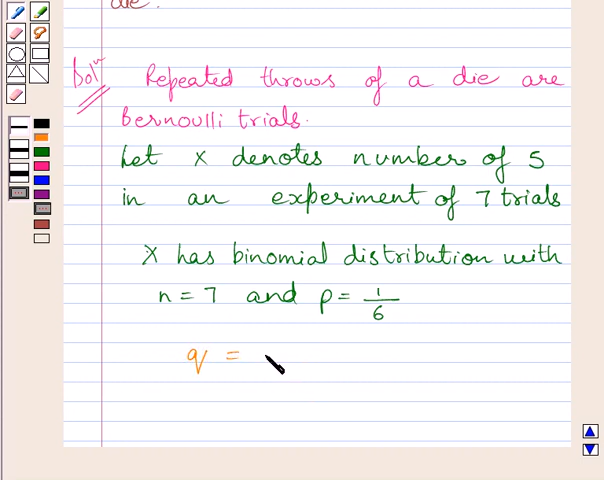 die.
Solⁿ Repeated throws of a die are
Bernoulli trials.
Let X denotes number of 5
in an experiment of 7 trials
X has binomial distribution with
n = 7 and p = 1/6
q =